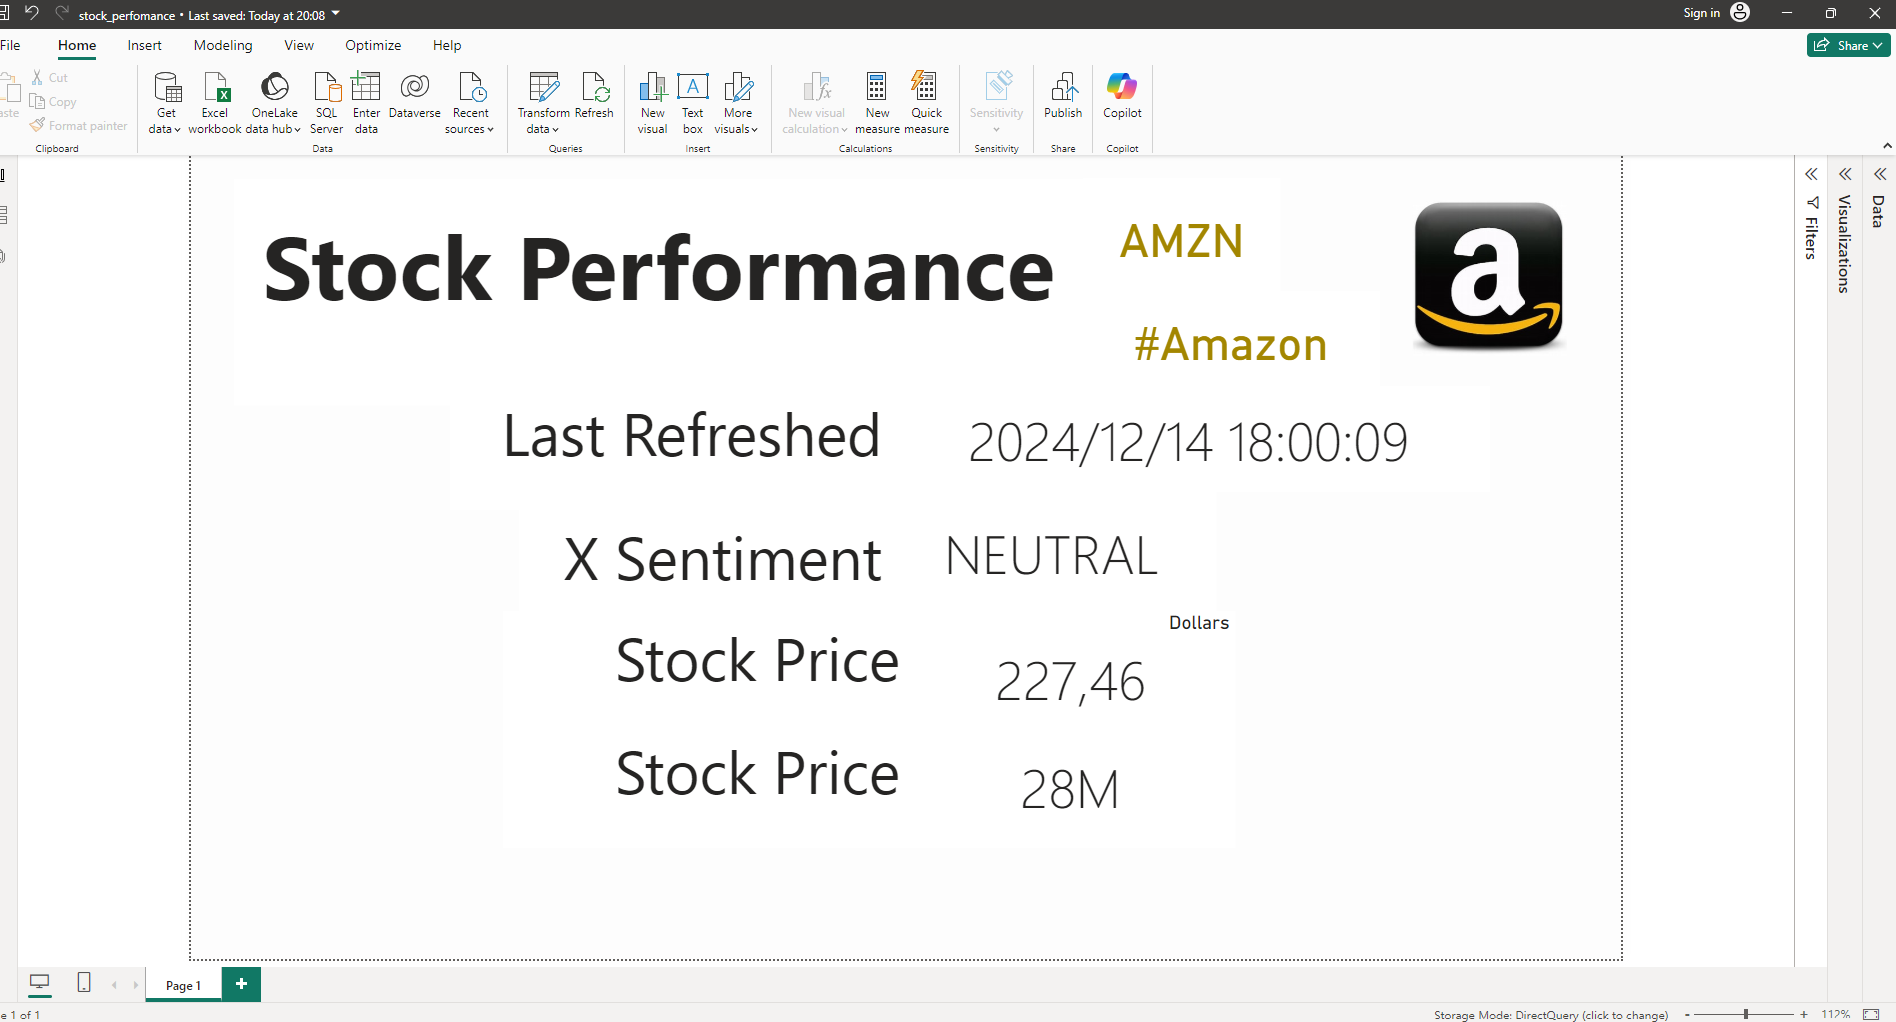 stock_perfomance • Last saved: Today at 20:08
Sign in
File Home Insert Modeling View Optimize Help
Share
Cut
Copy
Format painter
Clipboard
Get data
Excel workbook
OneLake data hub
SQL Server
Enter data
Dataverse
Recent sources
Data
Transform data
Refresh
Queries
New visual
Text box
More visuals
Insert
New visual calculation
New measure
Quick measure
Calculations
Sensitivity
Sensitivity
Publish
Share
Copilot
Copilot
Filters
Visualizations
Data
Stock Performance
AMZN
#Amazon
a
Last Refreshed 2024/12/14 18:00:09
X Sentiment NEUTRAL
Dollars
Stock Price 227,46
Stock Price 28M
Page 1
e 1 of 1
Storage Mode: DirectQuery (click to change) - + 112%